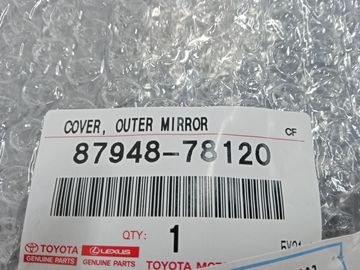 COVER, OUTER MIRROR CF
87948-78120
QTY: 1
TOYOTA LEXUS
GENUINE PARTS GENUINE PARTS TOYOTA